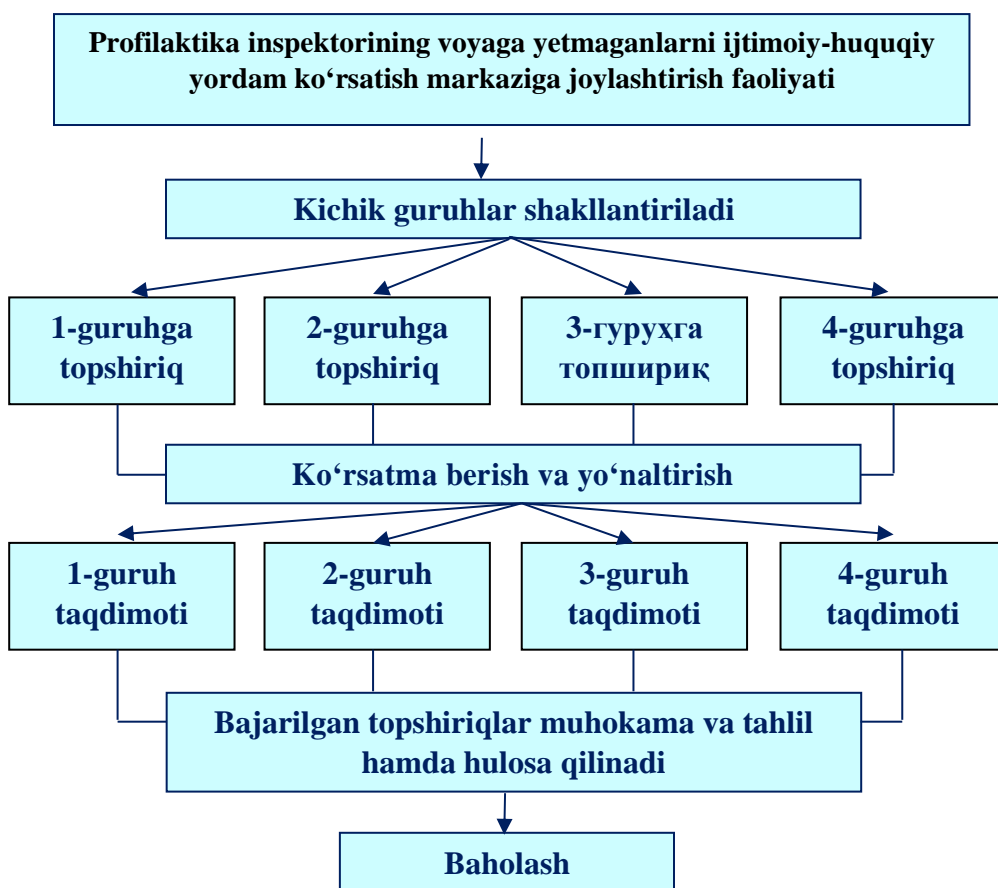 Profilaktika inspektorining voyaga yetmaganlarni ijtimoiy-huquqiy
yordam ko‘rsatish markaziga joylashtirish faoliyati
Kichik guruhlar shakllantiriladi
1-guruhga
topshiriq
2-guruhga
topshiriq
3-гуруҳга
топшириқ
4-guruhga
topshiriq
Ko‘rsatma berish va yo‘naltirish
1-guruh
taqdimoti
2-guruh
taqdimoti
3-guruh
taqdimoti
4-guruh
taqdimoti
Bajarilgan topshiriqlar muhokama va tahlil
hamda hulosa qilinadi
Baholash